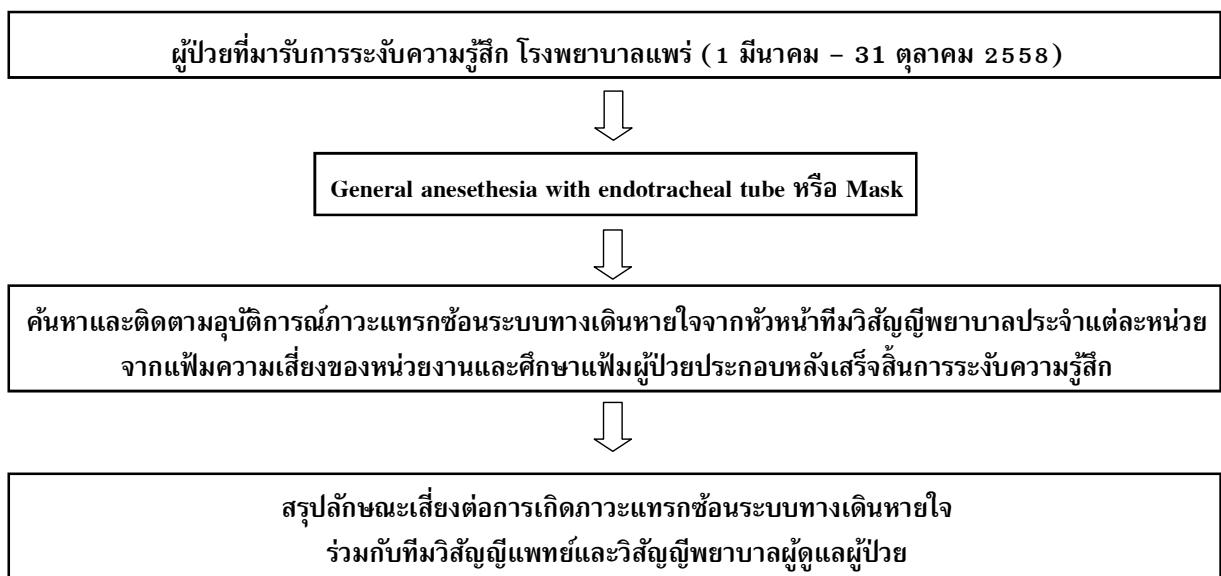 ผู้ป่วยที่มารับการระงับความรู้สึก โรงพยาบาลแพร่ (1 มีนาคม – 31 ตุลาคม 2558)
General anesethesia with endotracheal tube หรือ Mask
ค้นหาและติดตามอุบัติการณ์ภาวะแทรกซ้อนระบบทางเดินหายใจจากหัวหน้าทีมวิสัญญีพยาบาลประจำแต่ละหน่วย
จากแฟ้มความเสี่ยงของหน่วยงานและศึกษาแฟ้มผู้ป่วยประกอบหลังเสร็จสิ้นการระงับความรู้สึก
สรุปลักษณะเสี่ยงต่อการเกิดภาวะแทรกซ้อนระบบทางเดินหายใจ
ร่วมกับทีมวิสัญญีแพทย์และวิสัญญีพยาบาลผู้ดูแลผู้ป่วย